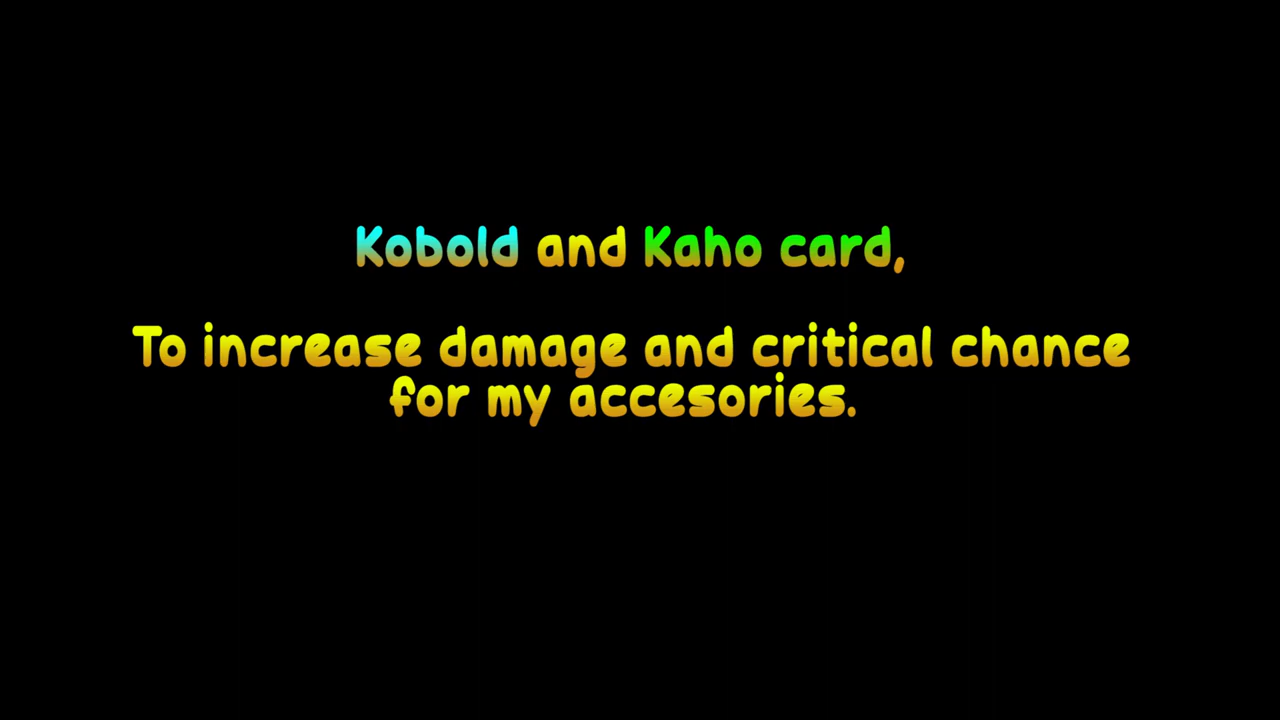 Kobold and Kaho card,
To increase damage and critical chance
for my accesories.